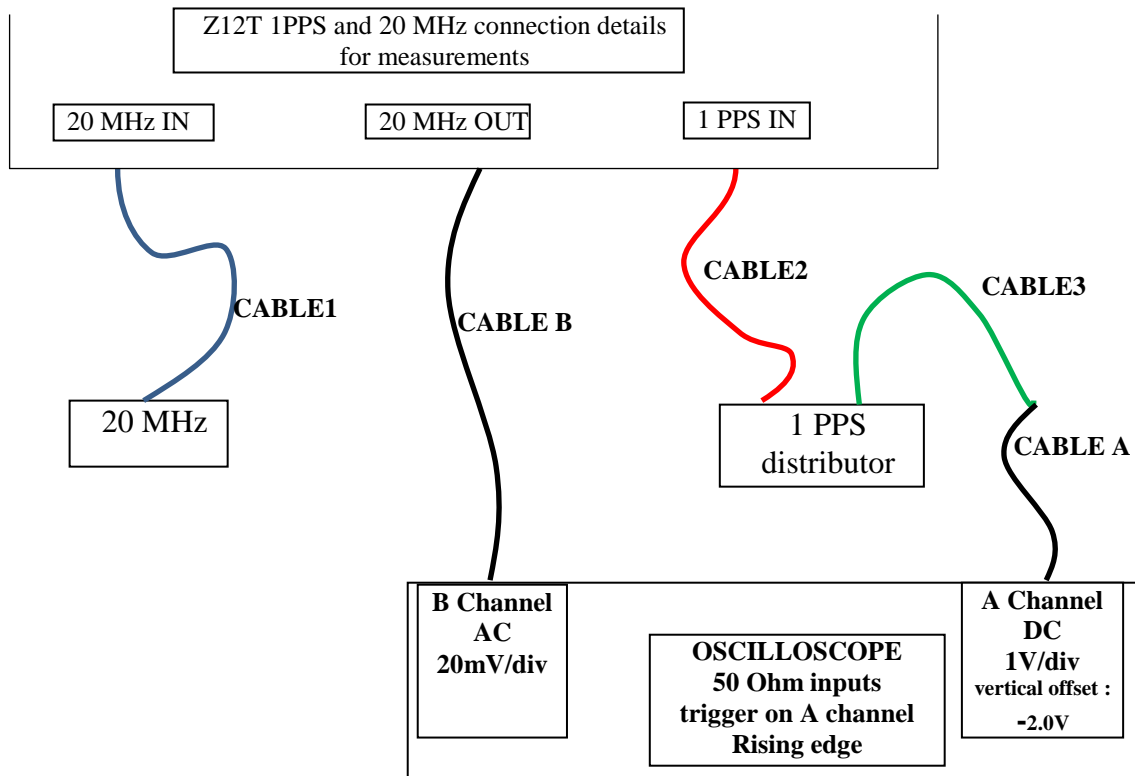 Z12T 1PPS and 20 MHz connection details
for measurements
20 MHz IN
20 MHz OUT
1 PPS IN
CABLE1
CABLE B
CABLE2
CABLE3
20 MHz
1 PPS
distributor
CABLE A
B Channel
AC
20mV/div
OSCILLOSCOPE
50 Ohm inputs
trigger on A channel
Rising edge
A Channel
DC
1V/div
vertical offset :
-2.0V